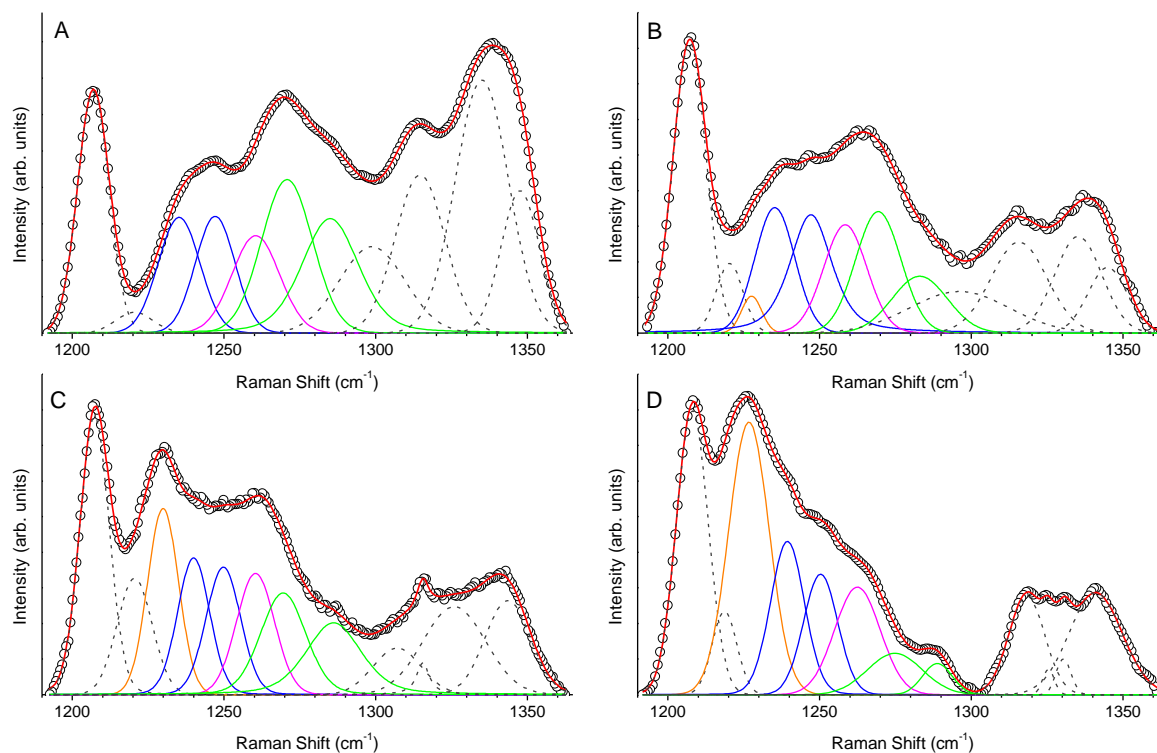 A
Intensity (arb. units)
1200 1250 1300 1350
Raman Shift (cm⁻¹)
B
Intensity (arb. units)
1200 1250 1300 1350
Raman Shift (cm⁻¹)
C
Intensity (arb. units)
1200 1250 1300 1350
Raman Shift (cm⁻¹)
D
Intensity (arb. units)
1200 1250 1300 1350
Raman Shift (cm⁻¹)